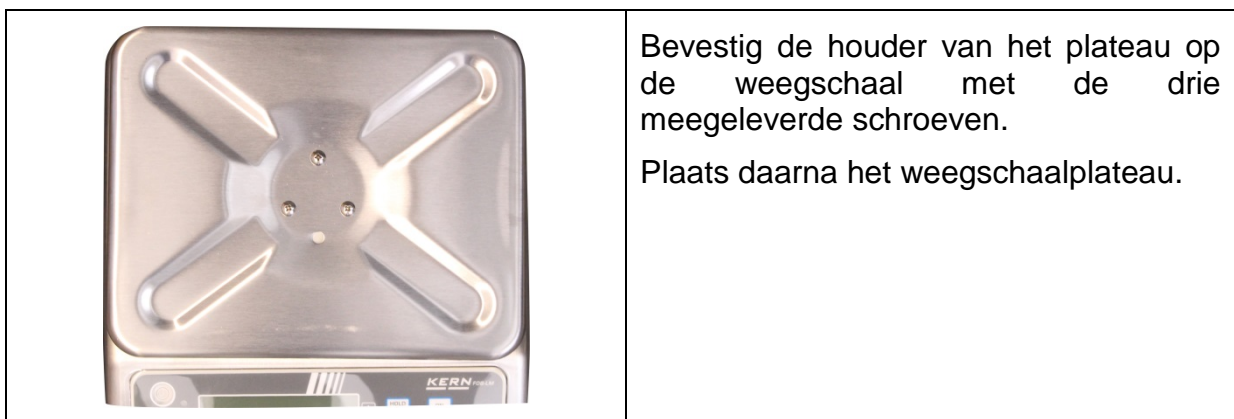 Bevestig de houder van het plateau op
de weegschaal met de drie
meegeleverde schroeven.
Plaats daarna het weegschaalplateau.
KERN
HOLD